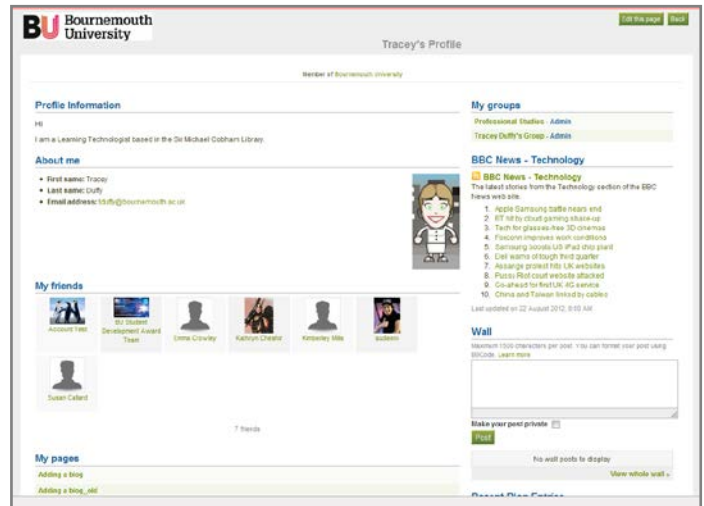 BU Bournemouth
University
Edit this page Back
Tracey's Profile
Member of Bournemouth University
Profile Information
Hi
I am a Learning Technologist based in the Sir Michael Cobham Library.
About me
First name: Tracey
Last name: Duffy
Email address: tduffy@bournemouth.ac.uk
My friends
Account Test
BU Student
Development Award
Team
Emma Crowley
Kathryn Cheshir
Kimberley Mills
Susan Callard
7 friends
My pages
Adding a blog
Adding a blog_old
My groups
Professional Studies - Admin
Tracey Duffy's Group - Admin
BBC News - Technology
BBC News - Technology
The latest stories from the Technology section of the BBC
News web site.
1. Apple Samsung battle nears end
2. BT hit by cloud gaming shake-up
3. Tech for glasses-free 3D cinemas
4. Foxconn improves work conditions
5. Samsung boosts US iPad chip plant
6. Dell warns of tough third quarter
7. Assange protest hits UK websites
8. Pussy Riot court website attacked
9. Go-ahead for first UK 4G service
10. China and Taiwan linked by cables
Last updated on 22 August 2012, 9:00 AM
Wall
Maximum 1500 characters per post. You can format your post using
BBCode. Learn more
Make your post private
Post
No wall posts to display
View whole wall »
Recent Blog Entries